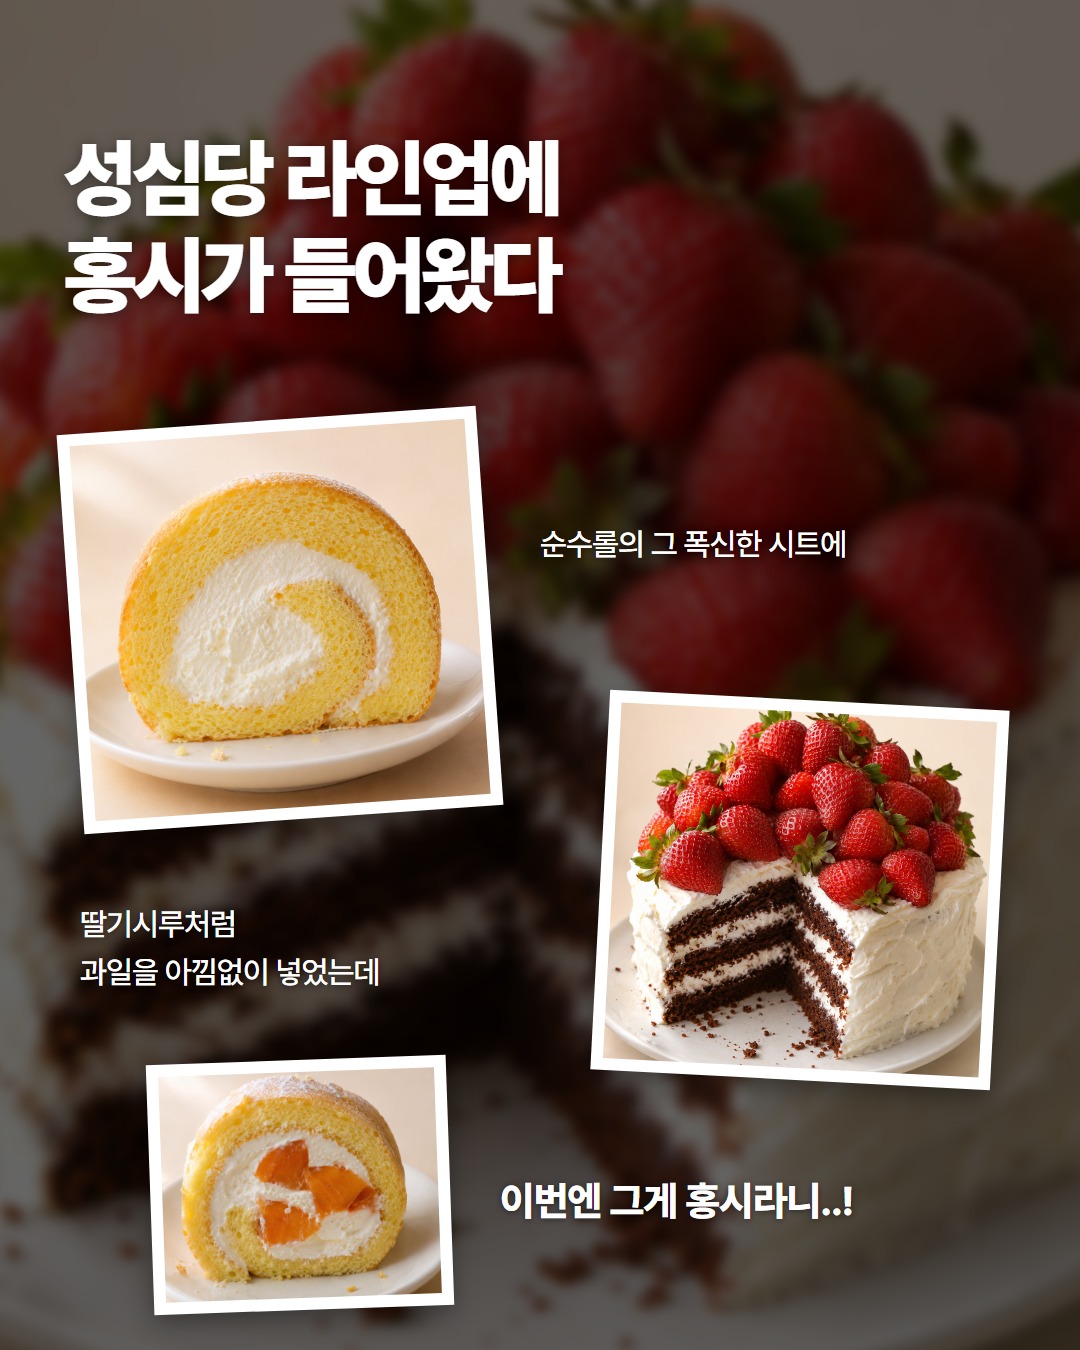 성심당 라인업에
홍시가 들어왔다
순수롤의 그 폭신한 시트에
딸기시루처럼
과일을 아낌없이 넣었는데
이번엔 그게 홍시라니..!